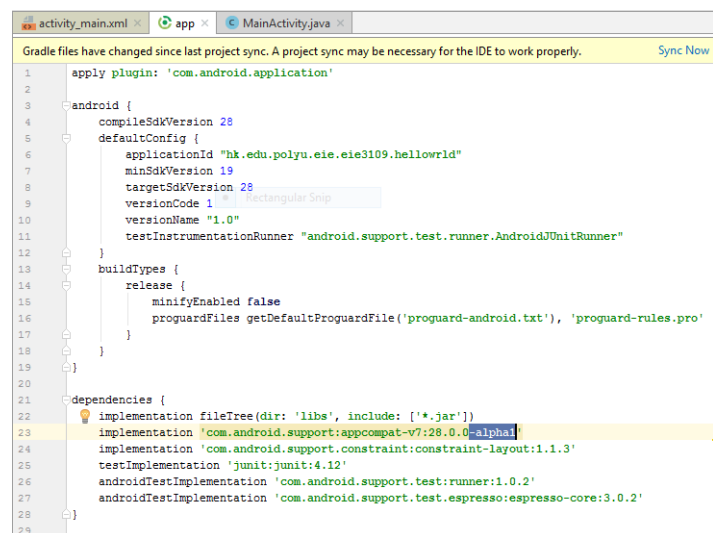 activity_main.xml × app × MainActivity.java ×
Gradle files have changed since last project sync. A project sync may be necessary for the IDE to work properly. Sync Now
1 apply plugin: 'com.android.application'
2
3 android {
4 compileSdkVersion 28
5 defaultConfig {
6 applicationId "hk.edu.polyu.eie.eie3109.hellowrld"
7 minSdkVersion 19
8 targetSdkVersion 28
9 versionCode 1 Rectangular Snip
10 versionName "1.0"
11 testInstrumentationRunner "android.support.test.runner.AndroidJUnitRunner"
12 }
13 buildTypes {
14 release {
15 minifyEnabled false
16 proguardFiles getDefaultProguardFile('proguard-android.txt'), 'proguard-rules.pro'
17 }
18 }
19 }
20
21 dependencies {
22 implementation fileTree(dir: 'libs', include: ['*.jar'])
23 implementation 'com.android.support:appcompat-v7:28.0.0-alpha1'
24 implementation 'com.android.support.constraint:constraint-layout:1.1.3'
25 testImplementation 'junit:junit:4.12'
26 androidTestImplementation 'com.android.support.test:runner:1.0.2'
27 androidTestImplementation 'com.android.support.test.espresso:espresso-core:3.0.2'
28 }
29